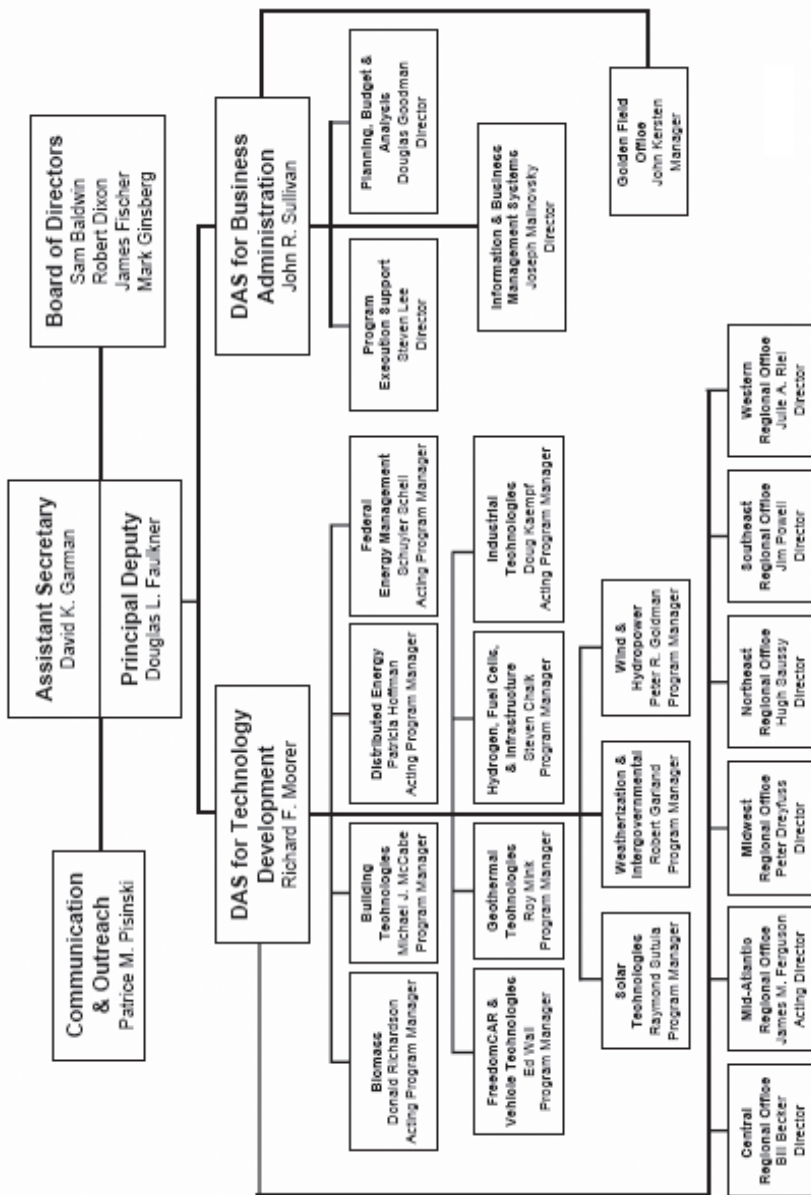 Assistant Secretary
David K. Garman
Principal Deputy
Douglas L. Faulkner
Communication
& Outreach
Patrice M. Pisinski
Board of Directors
Sam Baldwin
Robert Dixon
James Fischer
Mark Ginsberg
DAS for Technology
Development
Richard F. Moorer
DAS for Business
Administration
John R. Sullivan
Biomass
Donald Richardson
Acting Program Manager
Building
Technologies
Michael J. McCabe
Program Manager
Distributed Energy
Patricia Hoffman
Acting Program Manager
Federal
Energy Management
Schuyler Schell
Acting Program Manager
Program
Execution Support
Steven Lee
Director
Planning, Budget &
Analysis
Douglas Goodman
Director
FreedomCAR &
Vehicle Technologies
Ed Wall
Program Manager
Geothermal
Technologies
Roy Mink
Program Manager
Hydrogen, Fuel Cells,
& Infrastructure
Steven Chalk
Program Manager
Industrial
Technologies
Doug Kaempf
Acting Program Manager
Information & Business
Management Systems
Joseph Malinovsky
Director
Solar
Technologies
Raymond Sutula
Program Manager
Weatherization &
Intergovernmental
Robert Garland
Program Manager
Wind &
Hydropower
Peter R. Goldman
Program Manager
Golden Field
Office
John Kersten
Manager
Central
Regional Office
Bill Becker
Director
Mid-Atlantic
Regional Office
James M. Ferguson
Acting Director
Midwest
Regional Office
Peter Dreyfuss
Director
Northeast
Regional Office
Hugh Saussy
Director
Southeast
Regional Office
Jim Powell
Director
Western
Regional Office
Julie A. Riel
Director